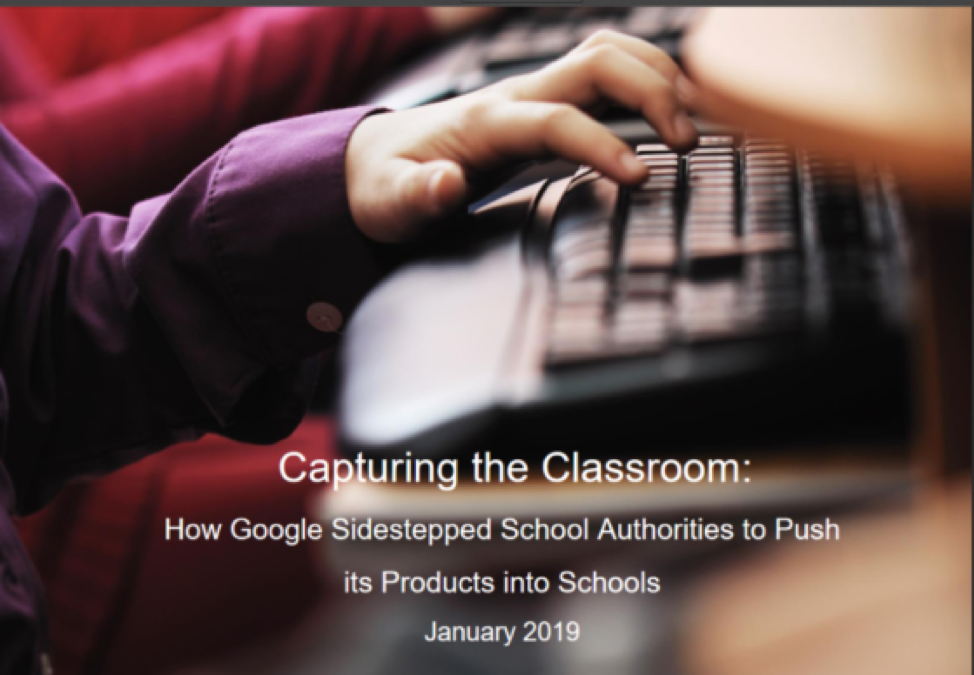 Capturing the Classroom:
How Google Sidestepped School Authorities to Push
its Products into Schools
January 2019